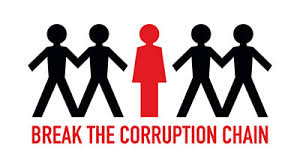 BREAK THE CORRUPTION CHAIN